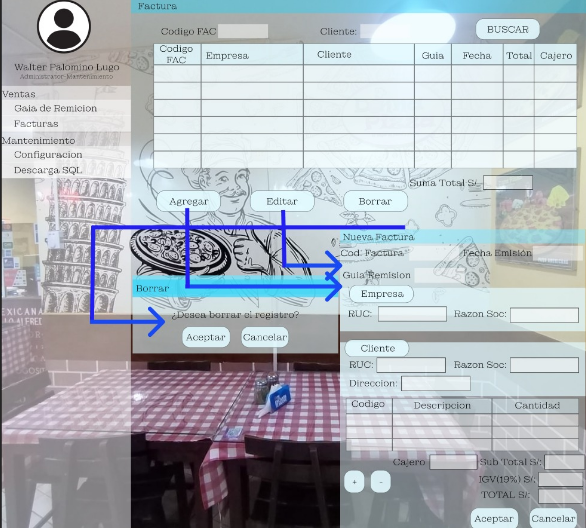 Factura
Codigo FAC
Cliente:
BUSCAR
Walter Palomino Lugo
Administrator-Mantenimiento
Codigo FAC
Empresa
Cliente
Guia
Fecha
Total
Cajero
Ventas
Gaia de Remicion
Facturas
Mantenimiento
Configuracion
Descarga SQL
Suma Total S/.
Agregar
Editar
Borrar
Nueva Factura
Cod: Factura
Fecha Emision
Guia Remision
Empresa
RUC:
Razon Soc:
Borrar
¿Desea borrar el registro?
Aceptar
Cancelar
Cliente
RUC:
Razon Soc:
Direccion:
Codigo
Descripcion
Cantidad
Cajero
Sub Total S/:
IGV(19%) S/:
TOTAL S/:
+
-
Aceptar
Cancelar